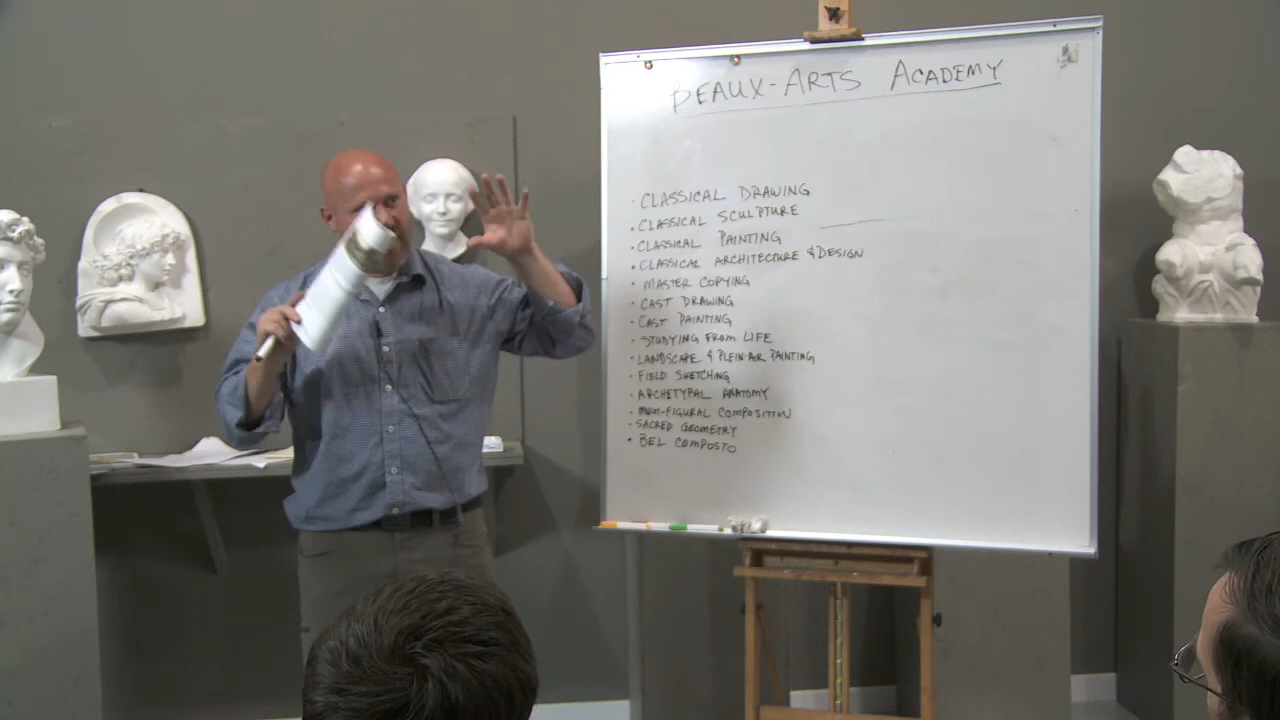 BEAUX-ARTS ACADEMY
· CLASSICAL DRAWING
· CLASSICAL SCULPTURE
· CLASSICAL PAINTING
· CLASSICAL ARCHITECTURE & DESIGN
· MASTER COPYING
· CAST DRAWING
· CAST PAINTING
· STUDYING FROM LIFE
· LANDSCAPE & PLEIN-AIR PAINTING
· FIELD SKETCHING
· ARCHETYPAL ANATOMY
· MULTI-FIGURAL COMPOSITION
· SACRED GEOMETRY
· BEL COMPOSTO